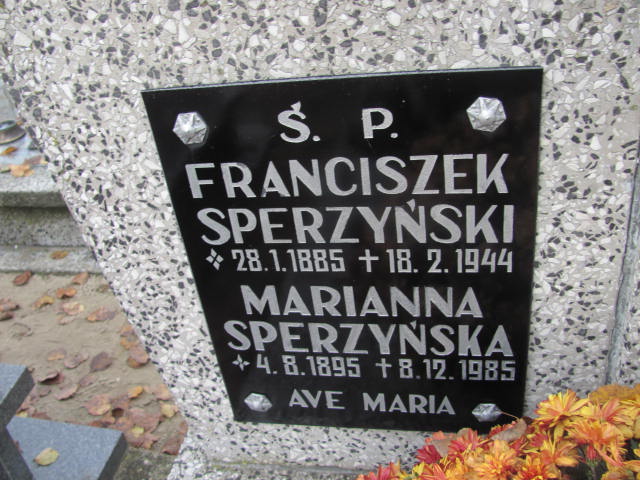 Ś. P.
FRANCISZEK
SPERZYŃSKI
28.1.1885 + 18.2.1944
MARIANNA
SPERZYŃSKA
4.8.1895 + 8.12.1985
AVE MARIA